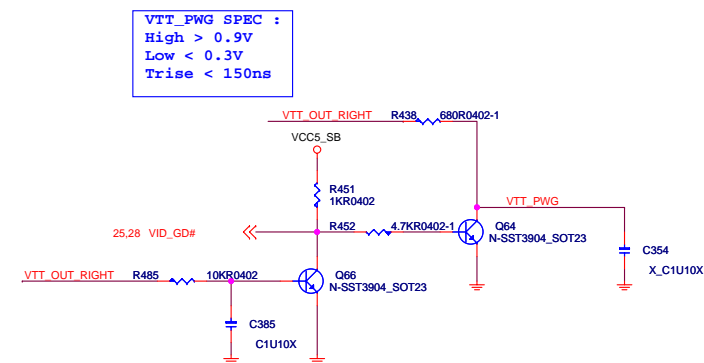 VTT_PWG SPEC :
High > 0.9V
Low < 0.3V
Trise < 150ns
VTT_OUT_RIGHT R438 680R0402-1
VCC5_SB
R451
1KR0402
VTT_PWG
25,28 VID_GD# R452 4.7KR0402-1 Q64
N-SST3904_SOT23
C354
X_C1U10X
VTT_OUT_RIGHT R485 10KR0402 Q66
N-SST3904_SOT23
C385
C1U10X